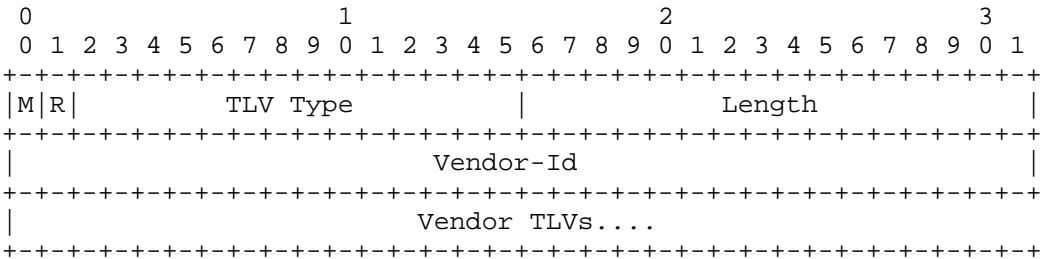 0                   1                   2                   3
 0 1 2 3 4 5 6 7 8 9 0 1 2 3 4 5 6 7 8 9 0 1 2 3 4 5 6 7 8 9 0 1
+-+-+-+-+-+-+-+-+-+-+-+-+-+-+-+-+-+-+-+-+-+-+-+-+-+-+-+-+-+-+-+-+
|M|R|         TLV Type          |            Length             |
+-+-+-+-+-+-+-+-+-+-+-+-+-+-+-+-+-+-+-+-+-+-+-+-+-+-+-+-+-+-+-+-+
|                          Vendor-Id                            |
+-+-+-+-+-+-+-+-+-+-+-+-+-+-+-+-+-+-+-+-+-+-+-+-+-+-+-+-+-+-+-+-+
|                         Vendor TLVs....
+-+-+-+-+-+-+-+-+-+-+-+-+-+-+-+-+-+-+-+-+-+-+-+-+-+-+-+-+-+-+-+-+